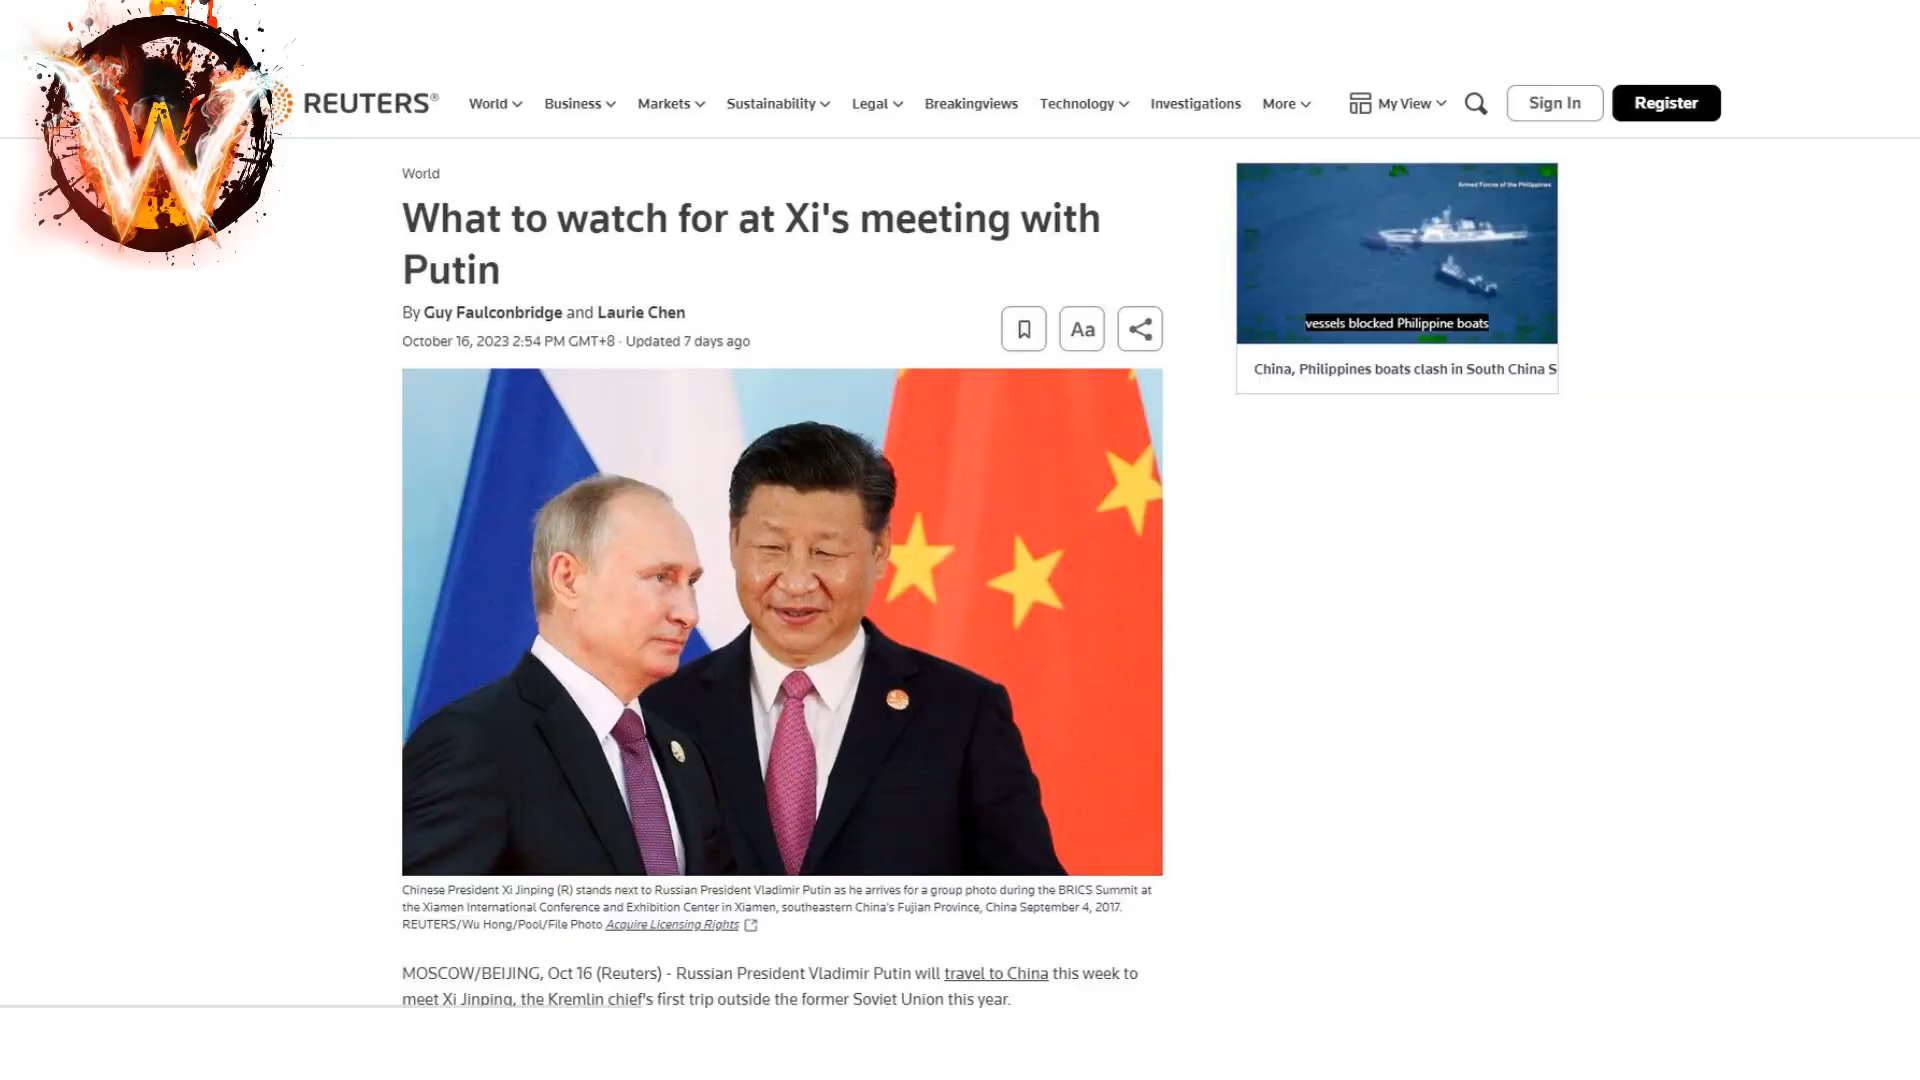 W
REUTERS®
World Business Markets Sustainability Legal Breakingviews Technology Investigations More My View Sign In Register
World
What to watch for at Xi's meeting with
Putin
By Guy Faulconbridge and Laurie Chen
October 16, 2023 2:54 PM GMT+8 · Updated 7 days ago
Aa
Armed Forces of the Philippines
vessels blocked Philippine boats
China, Philippines boats clash in South China S
Chinese President Xi Jinping (R) stands next to Russian President Vladimir Putin as he arrives for a group photo during the BRICS Summit at
the Xiamen International Conference and Exhibition Center in Xiamen, southeastern China's Fujian Province, China September 4, 2017.
REUTERS/Wu Hong/Pool/File Photo Acquire Licensing Rights
MOSCOW/BEIJING, Oct 16 (Reuters) - Russian President Vladimir Putin will travel to China this week to
meet Xi Jinping, the Kremlin chief's first trip outside the former Soviet Union this year.